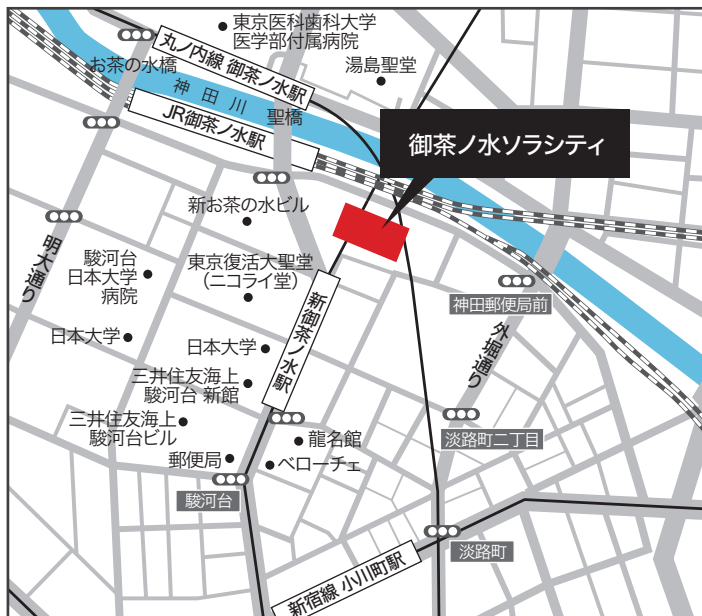 東京医科歯科大学
医学部付属病院
丸ノ内線 御茶ノ水駅
お茶の水橋
湯島聖堂
神田川
聖橋
JR御茶ノ水駅
御茶ノ水ソラシティ
新お茶の水ビル
明大通り
駿河台
日本大学
病院
東京復活大聖堂
（ニコライ堂）
新御茶ノ水駅
神田郵便局前
外堀通り
日本大学
日本大学
三井住友海上
駿河台 新館
三井住友海上
駿河台ビル
龍名館
淡路町二丁目
郵便局
ベローチェ
駿河台
淡路町
新宿線 小川町駅